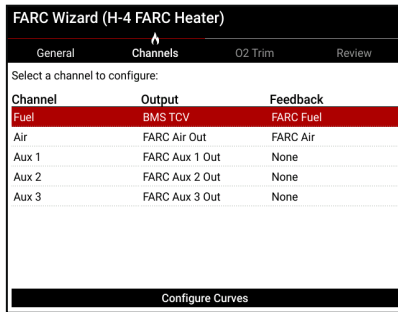 FARC Wizard (H-4 FARC Heater)
General Channels O2 Trim Review
Select a channel to configure:
Channel Output Feedback
Fuel BMS TCV FARC Fuel
Air FARC Air Out FARC Air
Aux 1 FARC Aux 1 Out None
Aux 2 FARC Aux 2 Out None
Aux 3 FARC Aux 3 Out None
Configure Curves